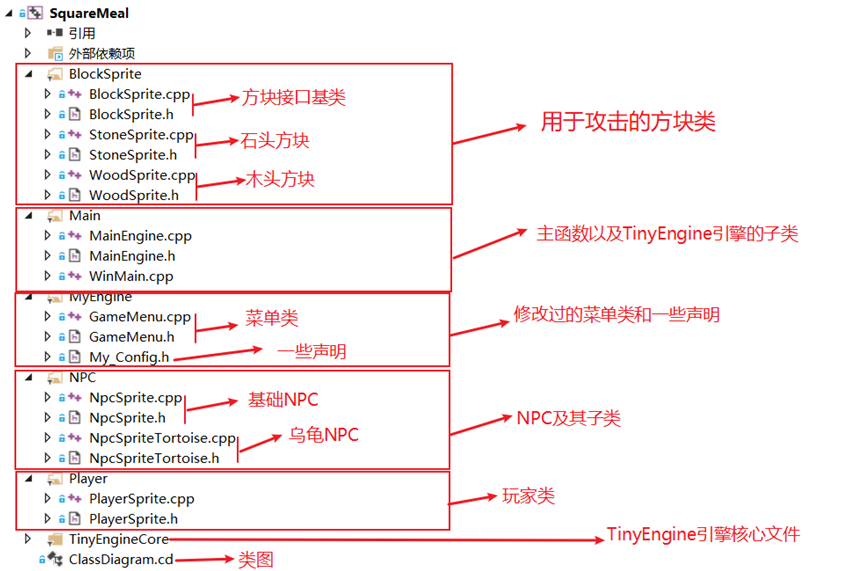 SquareMeal
引用
外部依赖项
BlockSprite
BlockSprite.cpp
方块接口基类
BlockSprite.h
用于攻击的方块类
StoneSprite.cpp
石头方块
StoneSprite.h
WoodSprite.cpp
木头方块
WoodSprite.h
Main
MainEngine.cpp
主函数以及TinyEngine引擎的子类
MainEngine.h
WinMain.cpp
MyEngine
GameMenu.cpp
菜单类
修改过的菜单类和一些声明
GameMenu.h
My_Config.h
一些声明
NPC
NpcSprite.cpp
基础NPC
NpcSprite.h
NPC及其子类
NpcSpriteTortoise.cpp
乌龟NPC
NpcSpriteTortoise.h
Player
PlayerSprite.cpp
玩家类
PlayerSprite.h
TinyEngineCore
TinyEngine引擎核心文件
ClassDiagram.cd
类图